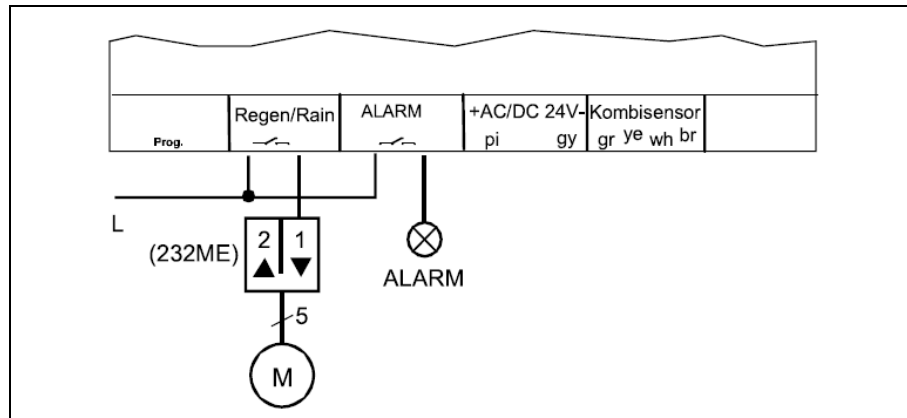 Regen/Rain ALARM +AC/DC 24V- Kombisensor
Prog. pi gy gr ye wh br
L
(232ME) 2 1
ALARM
5
M